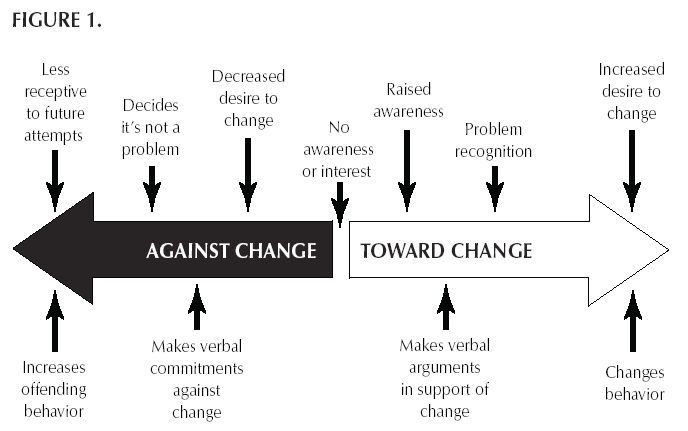 FIGURE 1.
Less
receptive
to future
attempts
Decides
it's not a
problem
Decreased
desire to
change
No
awareness
or interest
Raised
awareness
Problem
recognition
Increased
desire to
change
AGAINST CHANGE
TOWARD CHANGE
Increases
offending
behavior
Makes verbal
commitments
against
change
Makes verbal
arguments
in support of
change
Changes
behavior